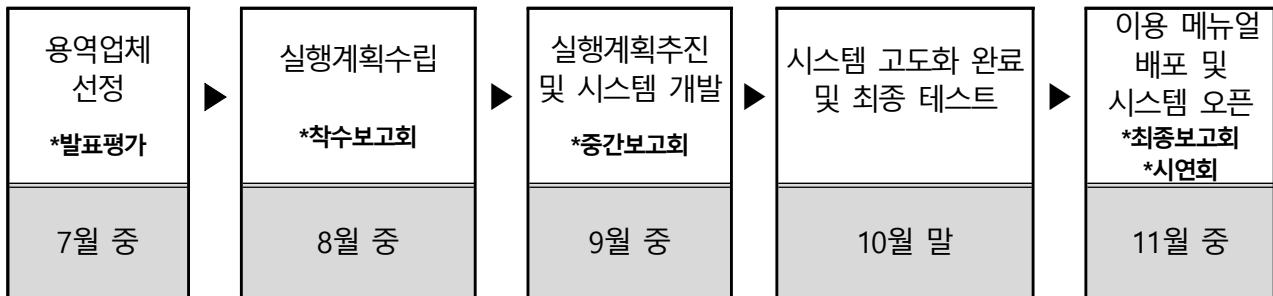 용역업체
선정
*발표평가
7월 중
▶
실행계획수립
*착수보고회
8월 중
▶
실행계획추진
및 시스템 개발
*중간보고회
9월 중
▶
시스템 고도화 완료
및 최종 테스트
10월 말
▶
이용 메뉴얼
배포 및
시스템 오픈
*최종보고회
*시연회
11월 중